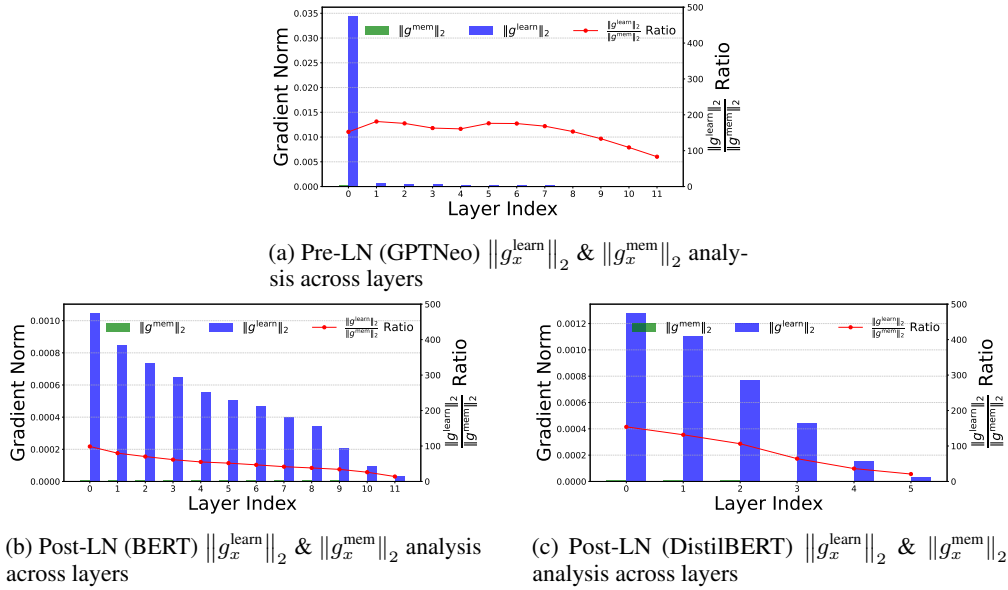 ‖g^mem‖₂ ‖g^learn‖₂ ‖g^learn‖₂/‖g^mem‖₂ Ratio
Gradient Norm
0.035
0.030
0.025
0.020
0.015
0.010
0.005
0.000
500
400
300
200
100
0
‖g^learn‖₂/‖g^mem‖₂ Ratio
0 1 2 3 4 5 6 7 8 9 10 11
Layer Index
(a) Pre-LN (GPTNeo) ‖g_x^learn‖₂ & ‖g_x^mem‖₂ analy-
sis across layers
‖g^mem‖₂ ‖g^learn‖₂ ‖g^learn‖₂/‖g^mem‖₂ Ratio
Gradient Norm
0.0010
0.0008
0.0006
0.0004
0.0002
0.0000
500
400
300
200
100
0
‖g^learn‖₂/‖g^mem‖₂ Ratio
0 1 2 3 4 5 6 7 8 9 10 11
Layer Index
(b) Post-LN (BERT) ‖g_x^learn‖₂ & ‖g_x^mem‖₂ analysis
across layers
‖g^mem‖₂ ‖g^learn‖₂ ‖g^learn‖₂/‖g^mem‖₂ Ratio
Gradient Norm
0.0012
0.0010
0.0008
0.0006
0.0004
0.0002
0.0000
500
400
300
200
100
0
‖g^learn‖₂/‖g^mem‖₂ Ratio
0 1 2 3 4 5
Layer Index
(c) Post-LN (DistilBERT) ‖g_x^learn‖₂ & ‖g_x^mem‖₂
analysis across layers